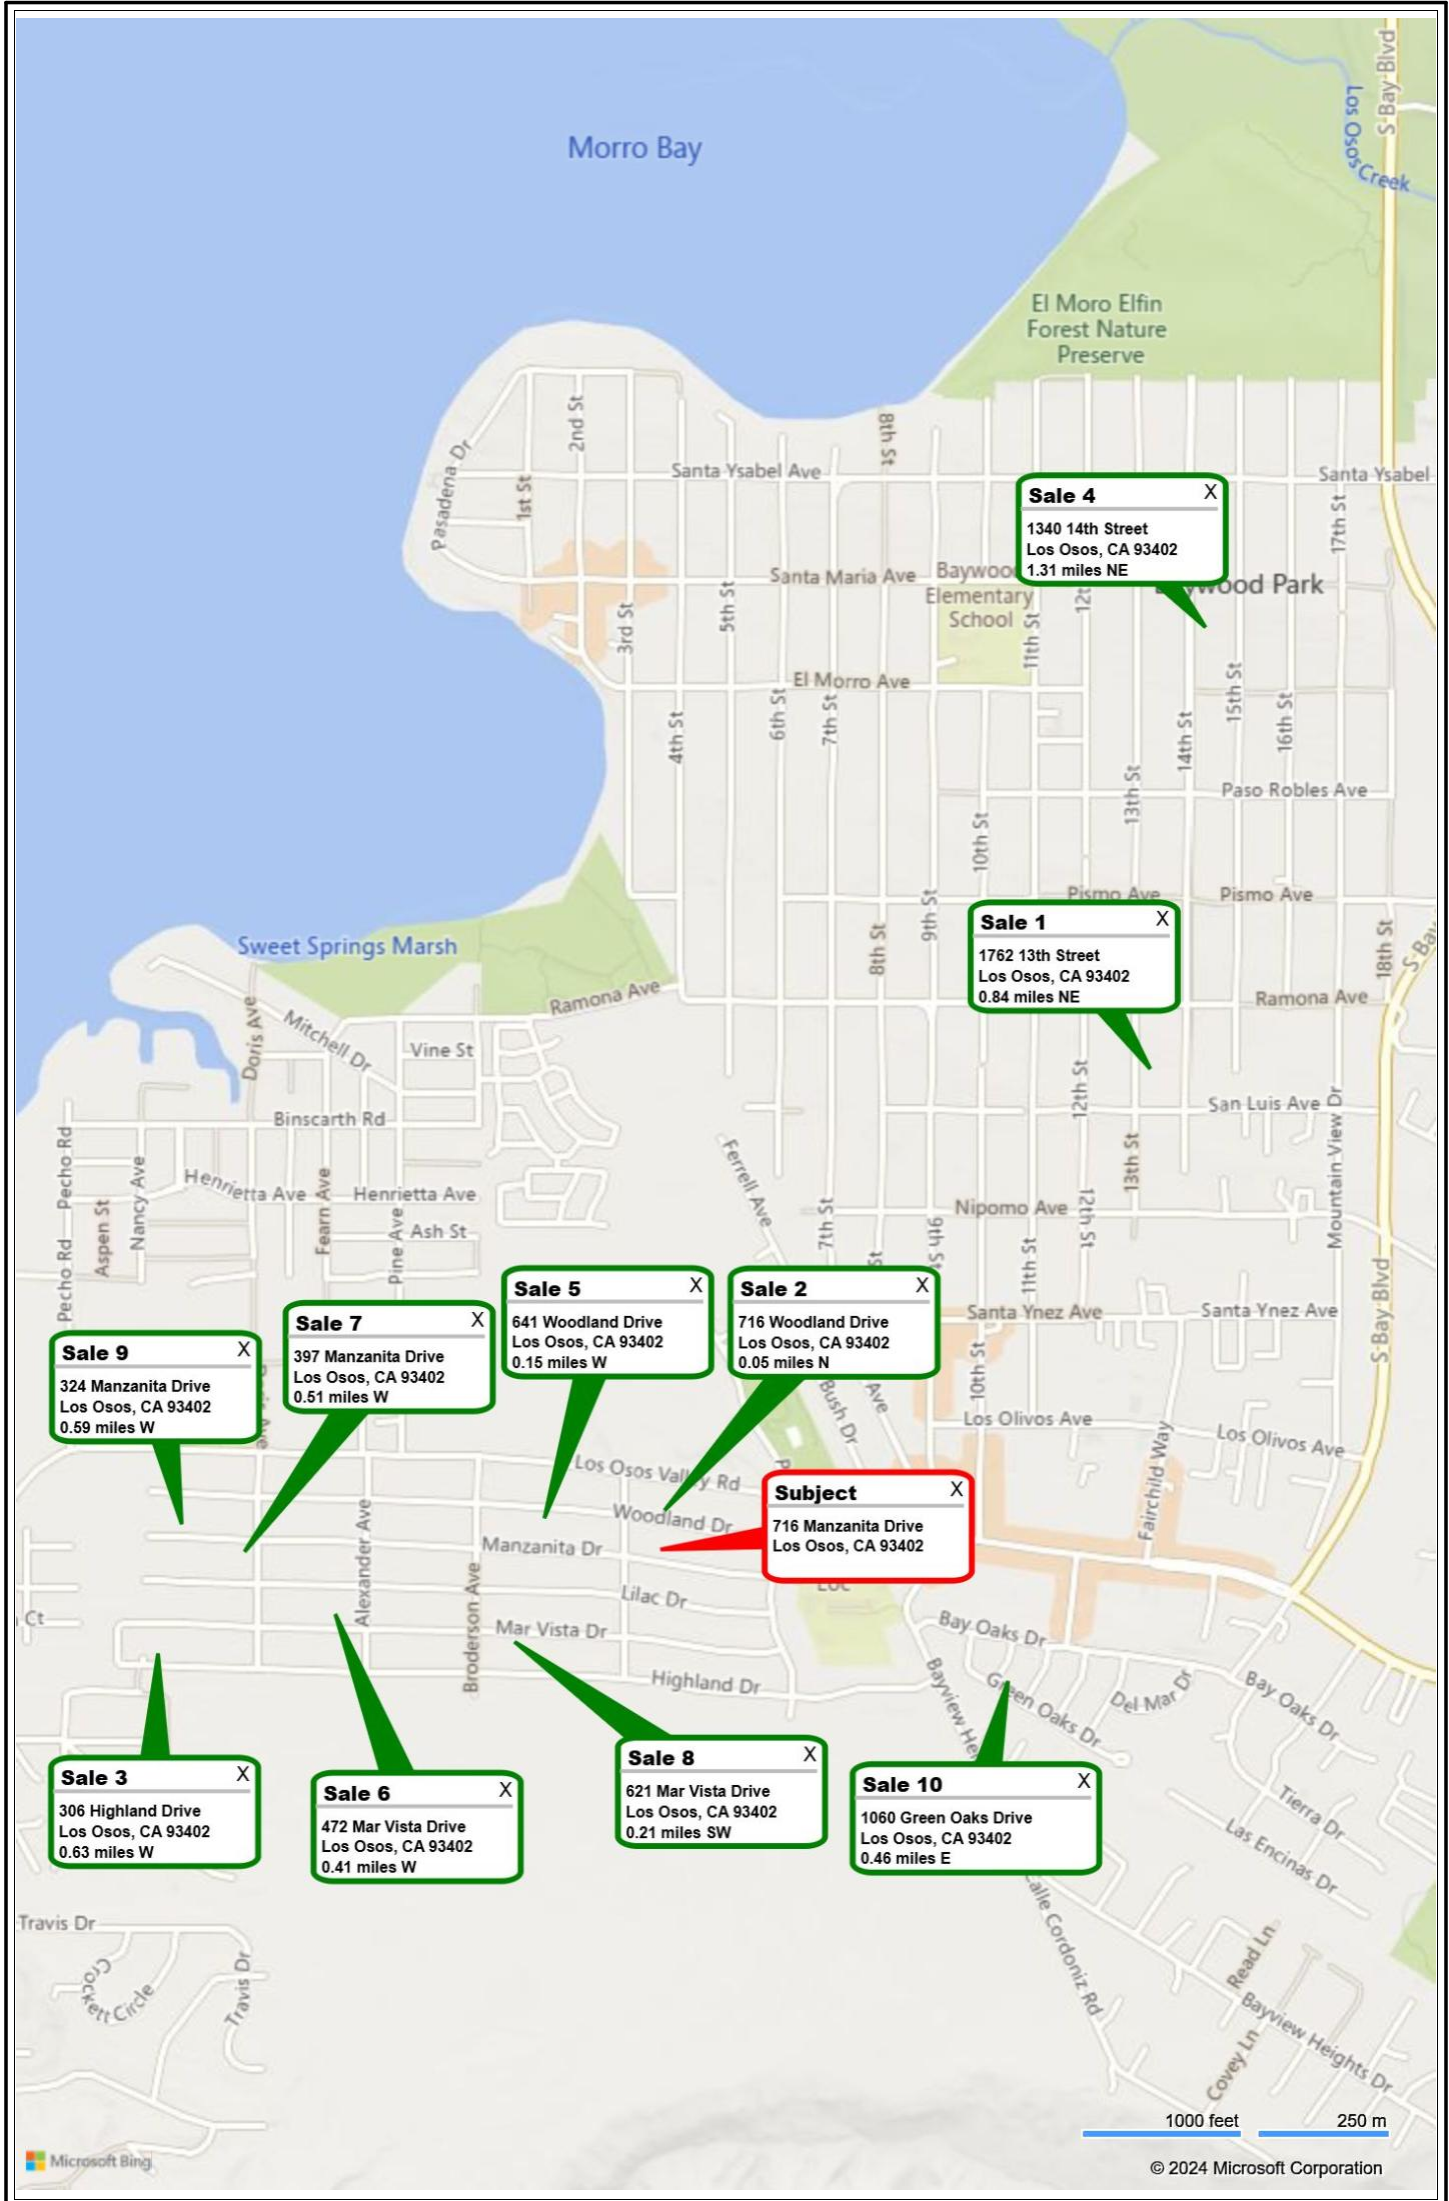 S Bay Blvd
Los Osos Creek
Morro Bay
El Moro Elfin
Forest Nature
Preserve
2nd St
8th St
Pasadena Dr
Santa Ysabel Ave
Santa Ysabel
1st St
17th St
Sale 4 X
1340 14th Street
Los Osos, CA 93402
1.31 miles NE
Santa Maria Ave
Elementary
School
5th St
3rd St
11th St
El Morro Ave
4th St
6th St
7th St
14th St
15th St
16th St
13th St
Paso Robles Ave
10th St
Pismo Ave
Pismo Ave
9th St
8th St
18th St
Sale 1 X
1762 13th Street
Los Osos, CA 93402
0.84 miles NE
Sweet Springs Marsh
Ramona Ave
Ramona Ave
Doris Ave
Mitchell Dr
Vine St
12th St
San Luis Ave
Mountain View Dr
Binscarth Rd
Pecho Rd
Pecho Rd
Nancy Ave
Aspen St
Henrietta Ave
Henrietta Ave
Fearn Ave
Pine Ave
Ash St
Ferrell Ave
13th St
7th St
9th St
Nipomo Ave
12th St
11th St
Santa Ynez Ave
Santa Ynez Ave
S Bay Blvd
Sale 5 X
641 Woodland Drive
Los Osos, CA 93402
0.15 miles W
Sale 2 X
716 Woodland Drive
Los Osos, CA 93402
0.05 miles N
Sale 7 X
397 Manzanita Drive
Los Osos, CA 93402
0.51 miles W
Sale 9 X
324 Manzanita Drive
Los Osos, CA 93402
0.59 miles W
10th St
Bush Dr
Ave
Los Olivos Ave
Los Olivos Ave
Fairchild Way
Los Osos Valley Rd
Woodland Dr
Subject X
716 Manzanita Drive
Los Osos, CA 93402
Manzanita Dr
Alexander Ave
Broderson Ave
Lilac Dr
Ct
Mar Vista Dr
Highland Dr
Bay Oaks Dr
Green Oaks Dr
Del Mar Dr
Bay Oaks Dr
Sale 3 X
306 Highland Drive
Los Osos, CA 93402
0.63 miles W
Sale 6 X
472 Mar Vista Drive
Los Osos, CA 93402
0.41 miles W
Sale 8 X
621 Mar Vista Drive
Los Osos, CA 93402
0.21 miles SW
Sale 10 X
1060 Green Oaks Drive
Los Osos, CA 93402
0.46 miles E
Tierra Dr
Las Encinas Dr
Travis Dr
Crockett Circle
Travis Dr
Cordoniz Rd
Read Ln
Bayview Heights Dr
Covey Ln
1000 feet 250 m
Microsoft Bing
© 2024 Microsoft Corporation